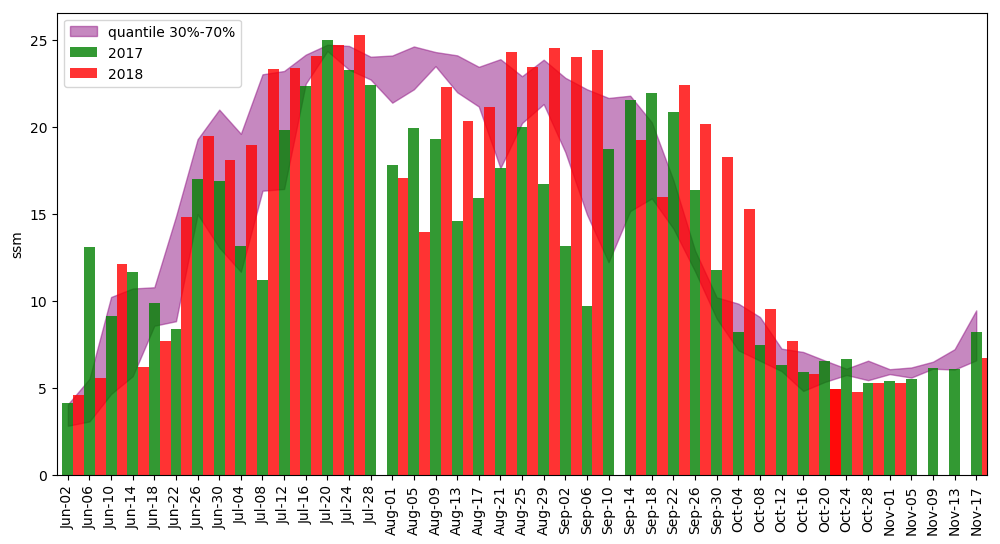 quantile 30%-70%
2017
2018
ssm
25
20
15
10
5
0
Jun-02
Jun-06
Jun-10
Jun-14
Jun-18
Jun-22
Jun-26
Jun-30
Jul-04
Jul-08
Jul-12
Jul-16
Jul-20
Jul-24
Jul-28
Aug-01
Aug-05
Aug-09
Aug-13
Aug-17
Aug-21
Aug-25
Aug-29
Sep-02
Sep-06
Sep-10
Sep-14
Sep-18
Sep-22
Sep-26
Sep-30
Oct-04
Oct-08
Oct-12
Oct-16
Oct-20
Oct-24
Oct-28
Nov-01
Nov-05
Nov-09
Nov-13
Nov-17